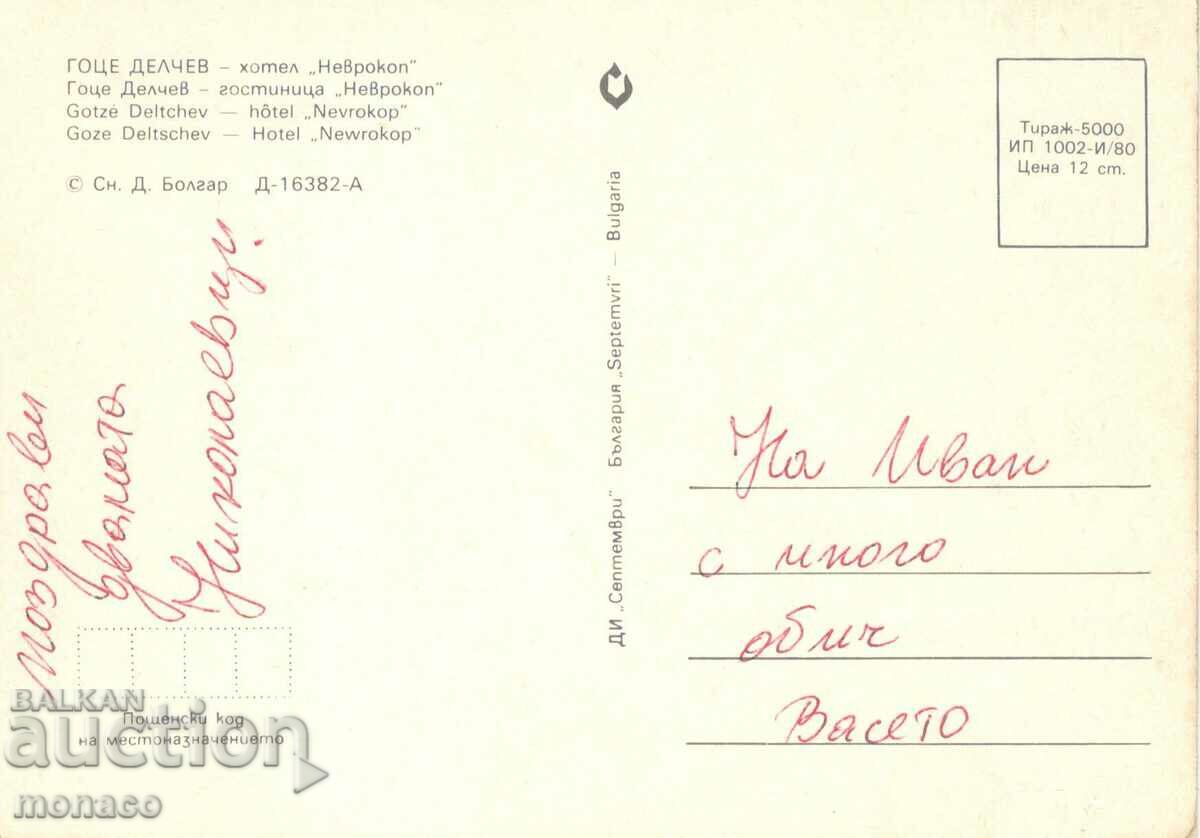 ГОЦЕ ДЕЛЧЕВ – хотел „Неврокоп"
Гоце Делчев – гостиница „Неврокоп"
Gotzé Deltchev — hôtel „Nevrokop"
Goze Deltschev — Hotel „Newrokop"
© Сн. Д. Болгар Д-16382-А
Тираж-5000
ИП 1002-И/80
Цена 12 ст.
ДИ „Септември" България „Septemvri" — Bulgaria
поздрави
двамата
Николаевци.
На Иван
с много
обич
Васето
Пощенски код
на местоназначението
BALKAN
auction
monaco